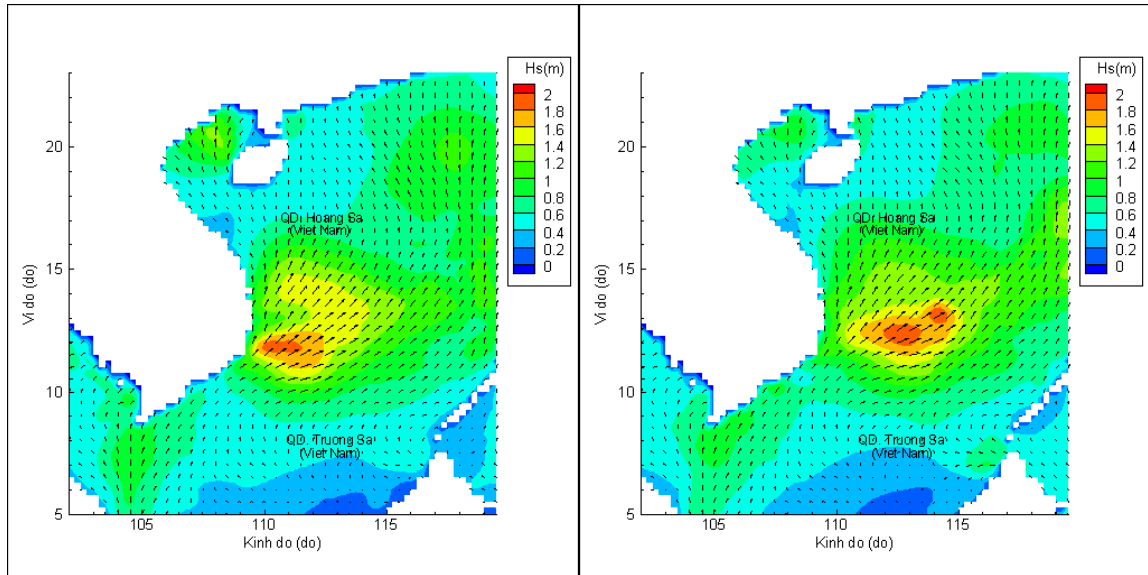 Hs(m)
2
1.8
1.6
1.4
1.2
1
0.8
0.6
0.4
0.2
0
20
15
10
5
Vi do (do)
QDı Hoang Sa
(Viet Nam)
QD. Truong Sa
(Viet Nam)
105
110
115
Kinh do (do)
Hs(m)
2
1.8
1.6
1.4
1.2
1
0.8
0.6
0.4
0.2
0
20
15
10
5
Vi do (do)
QDı Hoang Sa
(Viet Nam)
QD. Truong Sa
(Viet Nam)
105
110
115
Kinh do (do)